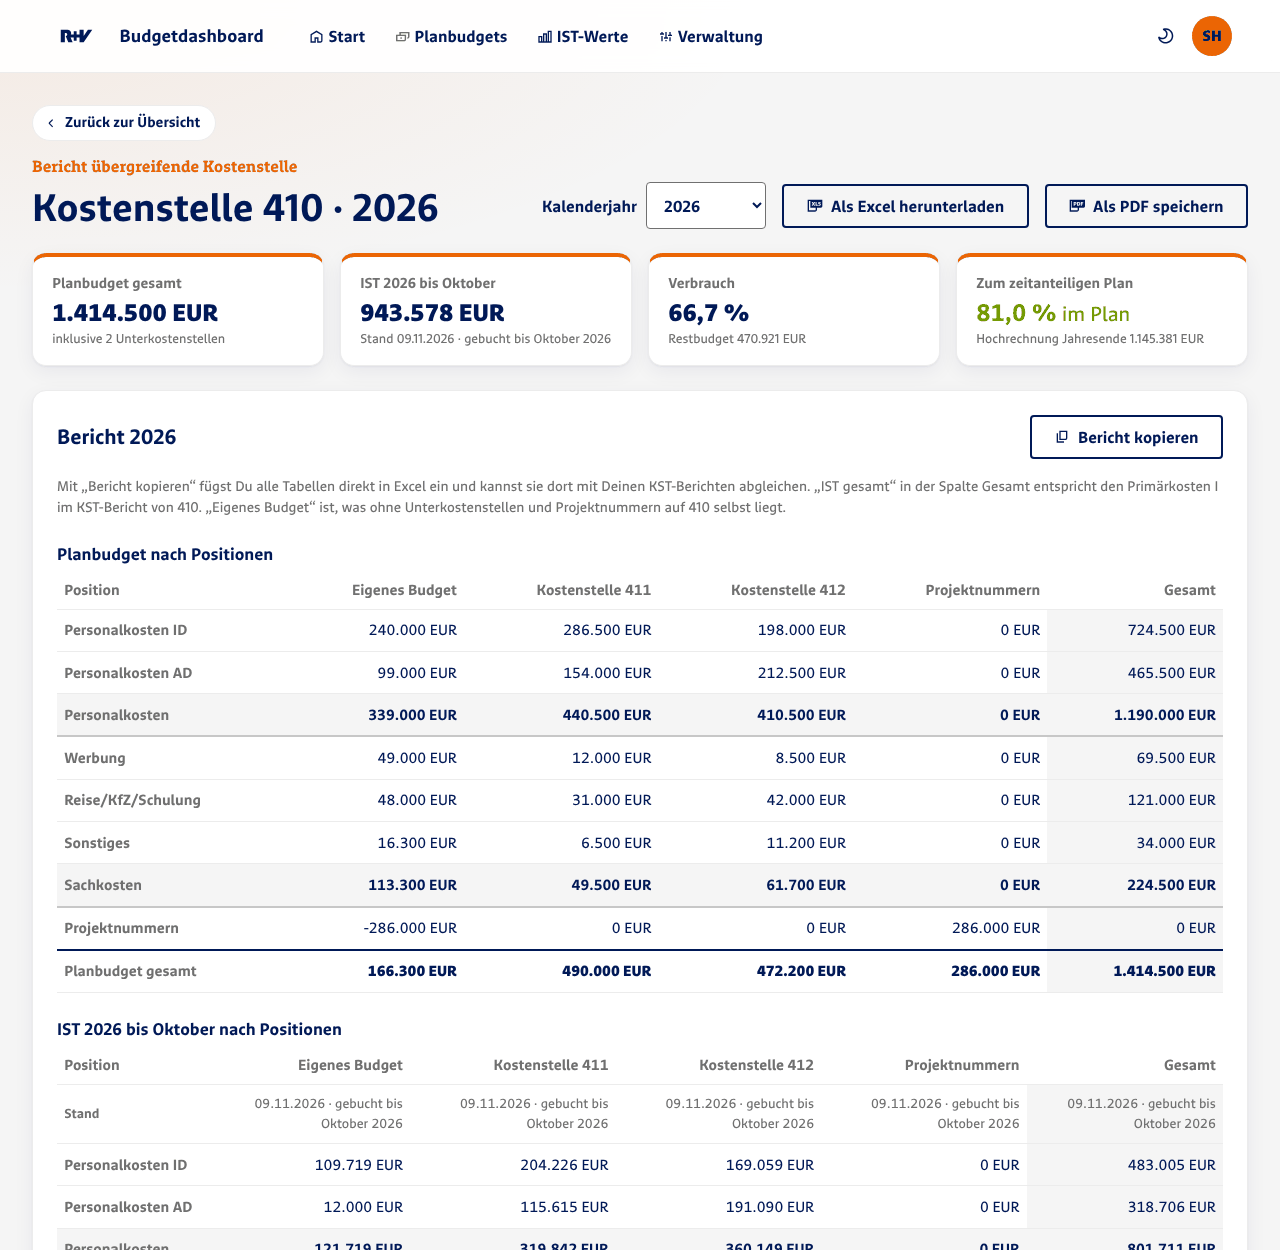 R+V Budgetdashboard Start Planbudgets IST-Werte Verwaltung SH
Zurück zur Übersicht
Bericht übergreifende Kostenstelle
Kostenstelle 410 · 2026
Kalenderjahr 2026 Als Excel herunterladen Als PDF speichern
Planbudget gesamt
1.414.500 EUR
inklusive 2 Unterkostenstellen
IST 2026 bis Oktober
943.578 EUR
Stand 09.11.2026 · gebucht bis Oktober 2026
Verbrauch
66,7 %
Restbudget 470.921 EUR
Zum zeitanteiligen Plan
81,0 % im Plan
Hochrechnung Jahresende 1.145.381 EUR
Bericht 2026
Bericht kopieren
Mit „Bericht kopieren“ fügst Du alle Tabellen direkt in Excel ein und kannst sie dort mit Deinen KST-Berichten abgleichen. „IST gesamt“ in der Spalte Gesamt entspricht den Primärkosten I
im KST-Bericht von 410. „Eigenes Budget“ ist, was ohne Unterkostenstellen und Projektnummern auf 410 selbst liegt.
Planbudget nach Positionen
Position Eigenes Budget Kostenstelle 411 Kostenstelle 412 Projektnummern Gesamt
Personalkosten ID 240.000 EUR 286.500 EUR 198.000 EUR 0 EUR 724.500 EUR
Personalkosten AD 99.000 EUR 154.000 EUR 212.500 EUR 0 EUR 465.500 EUR
Personalkosten 339.000 EUR 440.500 EUR 410.500 EUR 0 EUR 1.190.000 EUR
Werbung 49.000 EUR 12.000 EUR 8.500 EUR 0 EUR 69.500 EUR
Reise/KfZ/Schulung 48.000 EUR 31.000 EUR 42.000 EUR 0 EUR 121.000 EUR
Sonstiges 16.300 EUR 6.500 EUR 11.200 EUR 0 EUR 34.000 EUR
Sachkosten 113.300 EUR 49.500 EUR 61.700 EUR 0 EUR 224.500 EUR
Projektnummern -286.000 EUR 0 EUR 0 EUR 286.000 EUR 0 EUR
Planbudget gesamt 166.300 EUR 490.000 EUR 472.200 EUR 286.000 EUR 1.414.500 EUR
IST 2026 bis Oktober nach Positionen
Position Eigenes Budget Kostenstelle 411 Kostenstelle 412 Projektnummern Gesamt
Stand 09.11.2026 · gebucht bis Oktober 2026 09.11.2026 · gebucht bis Oktober 2026 09.11.2026 · gebucht bis Oktober 2026 09.11.2026 · gebucht bis Oktober 2026 09.11.2026 · gebucht bis Oktober 2026
Personalkosten ID 109.719 EUR 204.226 EUR 169.059 EUR 0 EUR 483.005 EUR
Personalkosten AD 12.000 EUR 115.615 EUR 191.090 EUR 0 EUR 318.706 EUR
Personalkosten 121.719 EUR 319.842 EUR 360.149 EUR 0 EUR 801.711 EUR